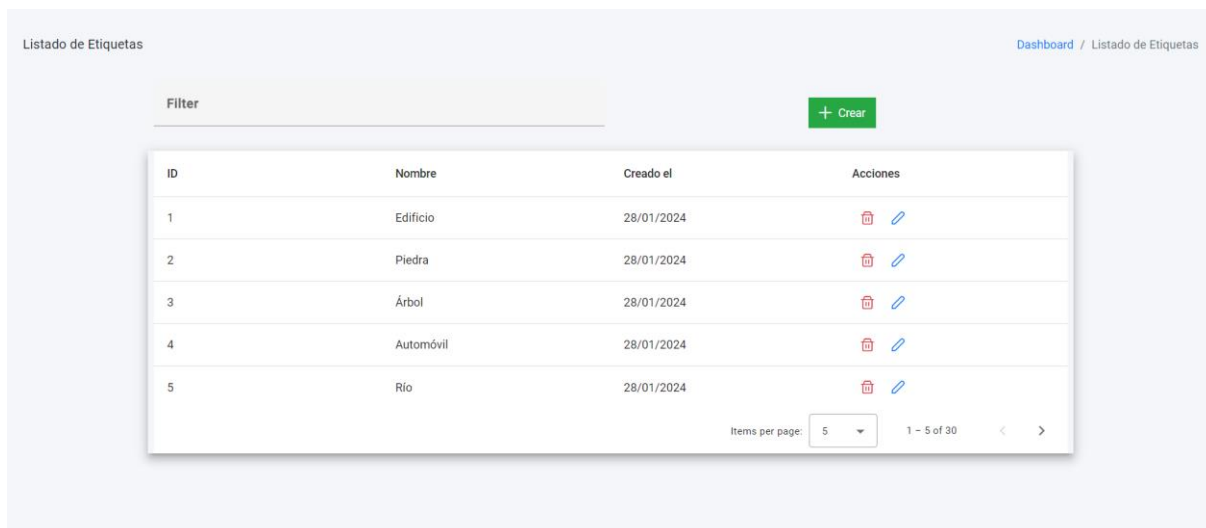 Listado de Etiquetas
Dashboard / Listado de Etiquetas
Filter
+ Crear
ID Nombre Creado el Acciones
1 Edificio 28/01/2024
2 Piedra 28/01/2024
3 Árbol 28/01/2024
4 Automóvil 28/01/2024
5 Río 28/01/2024
Items per page: 5 1 – 5 of 30